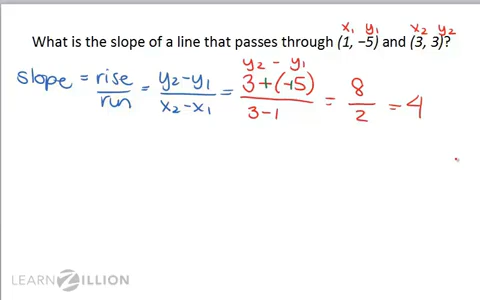 x₁ y₁ x₂ y₂
What is the slope of a line that passes through (1, −5) and (3, 3)?
y₂ − y₁
slope = rise/run = y₂−y₁/x₂−x₁ = 3+(+5)/3−1 = 8/2 = 4
LEARNZILLION